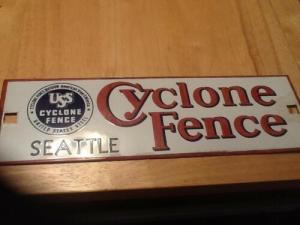 USS
CYCLONE
FENCE
UNITED STATES STEEL
SEATTLE
Cyclone
Fence